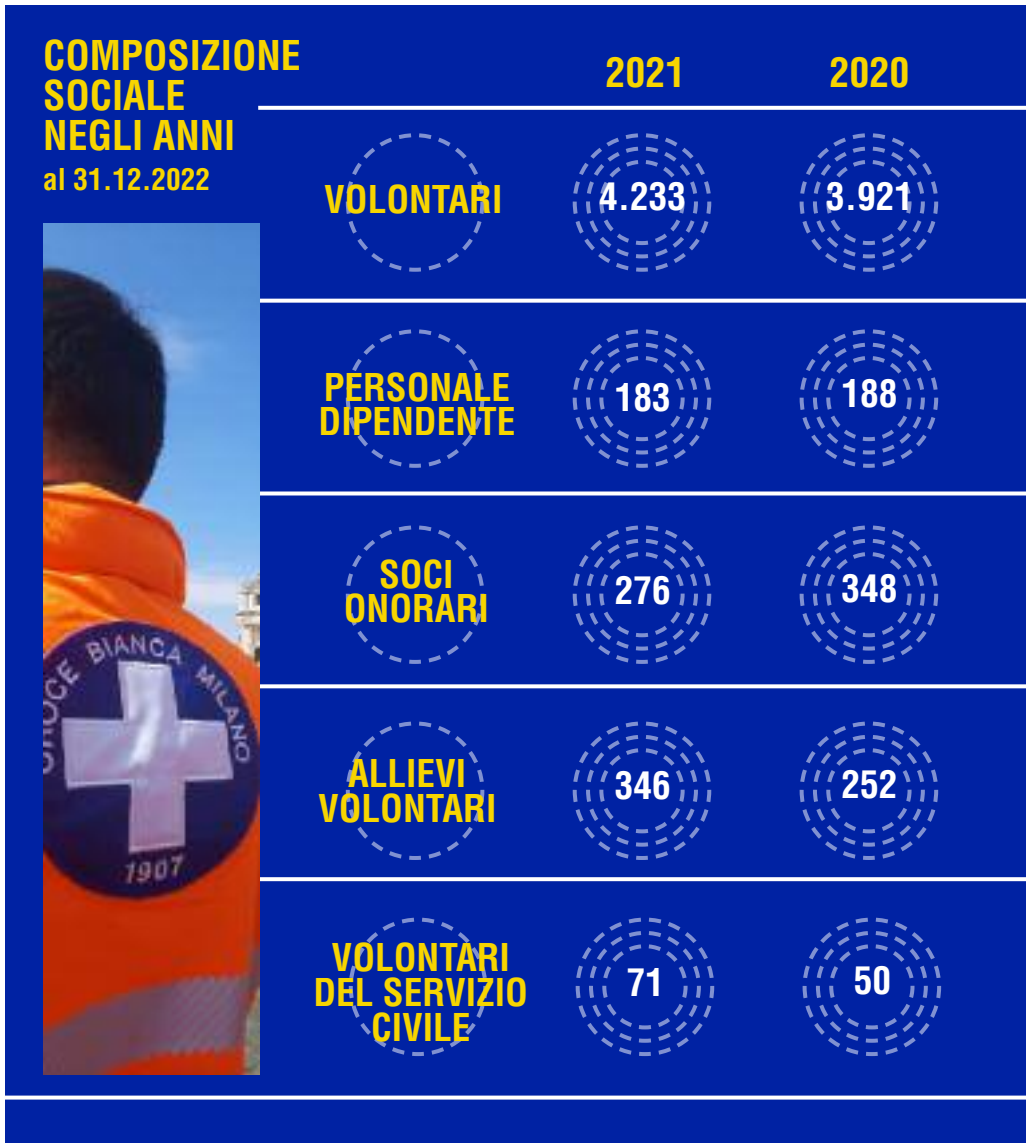 COMPOSIZIONE
SOCIALE
NEGLI ANNI
al 31.12.2022
2021 2020
VOLONTARI 4.233 3.921
PERSONALE
DIPENDENTE
183 188
SOCI
ONORARI
276 348
ALLIEVI
VOLONTARI
346 252
VOLONTARI
DEL SERVIZIO
CIVILE
71 50
CROCE BIANCA MILANO
1907